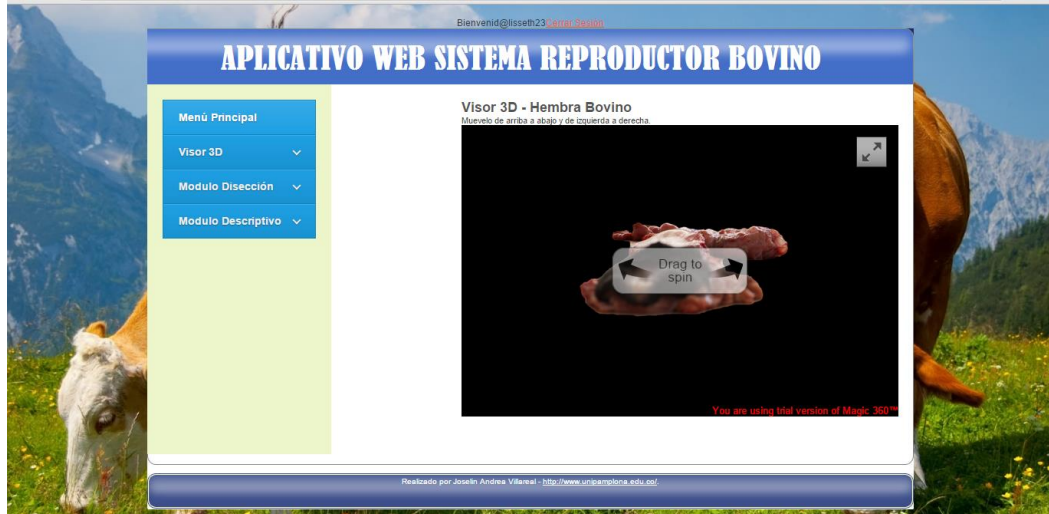 Bienvenid@lisseth23Cerrar Sesión
APLICATIVO WEB SISTEMA REPRODUCTOR BOVINO
Menú Principal
Visor 3D
Modulo Disección
Modulo Descriptivo
Visor 3D - Hembra Bovino
Muevelo de arriba a abajo y de izquierda a derecha.
Drag to
spin
You are using trial version of Magic 360™
Realizado por Joselin Andrea Villareal - http://www.unipamplona.edu.co/.